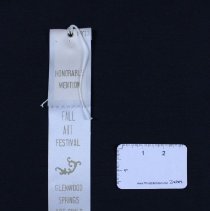 HONORABLE
MENTION
FALL
ART
FESTIVAL
GLENWOOD
SPRINGS
1 2